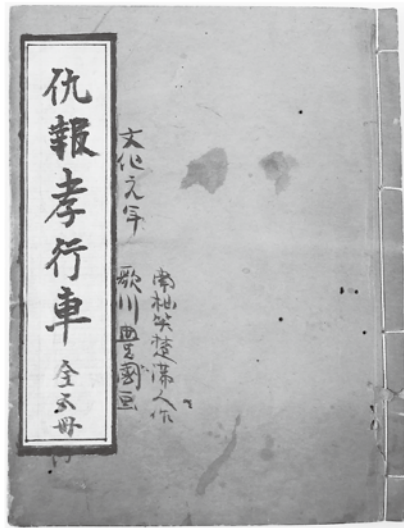 仇報孝行車 全五冊
文化元年
南杣笑楚満人作
歌川豊國画